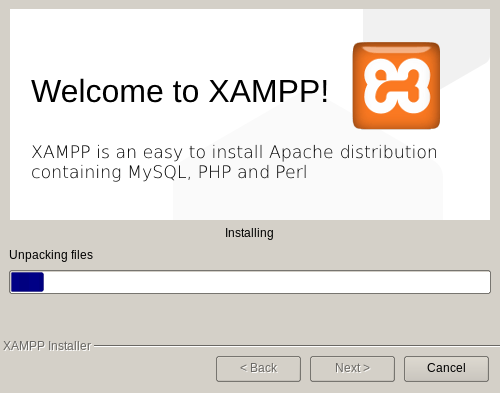 Welcome to XAMPP!
XAMPP is an easy to install Apache distribution
containing MySQL, PHP and Perl
Installing
Unpacking files
XAMPP Installer
< Back
Next >
Cancel